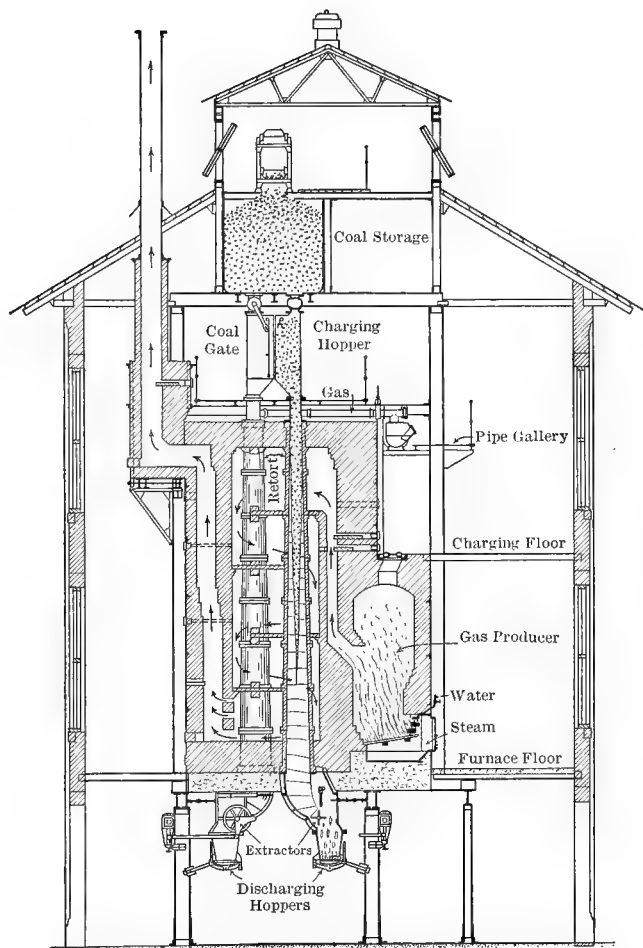 Coal Storage
Coal
Gate
Charging
Hopper
Gas
Pipe Gallery
Retort
Charging Floor
Gas Producer
Water
Steam
Furnace Floor
Extractors
Discharging
Hoppers